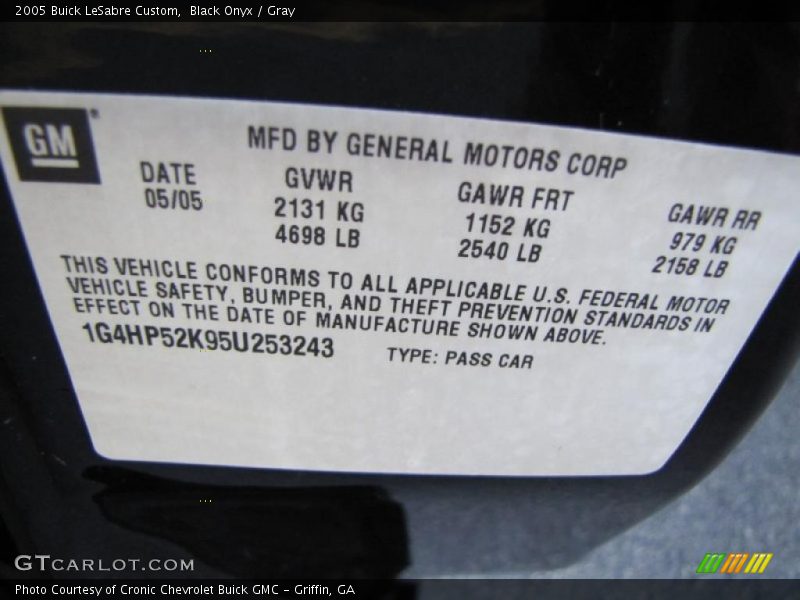 2005 Buick LeSabre Custom, Black Onyx / Gray
GM
MFD BY GENERAL MOTORS CORP
DATE GVWR GAWR FRT GAWR RR
05/05 2131 KG 1152 KG 979 KG
4698 LB 2540 LB 2158 LB
THIS VEHICLE CONFORMS TO ALL APPLICABLE U.S. FEDERAL MOTOR
VEHICLE SAFETY, BUMPER, AND THEFT PREVENTION STANDARDS IN
EFFECT ON THE DATE OF MANUFACTURE SHOWN ABOVE.
1G4HP52K95U253243 TYPE: PASS CAR
GTCARLOT.COM
Photo Courtesy of Cronic Chevrolet Buick GMC - Griffin, GA